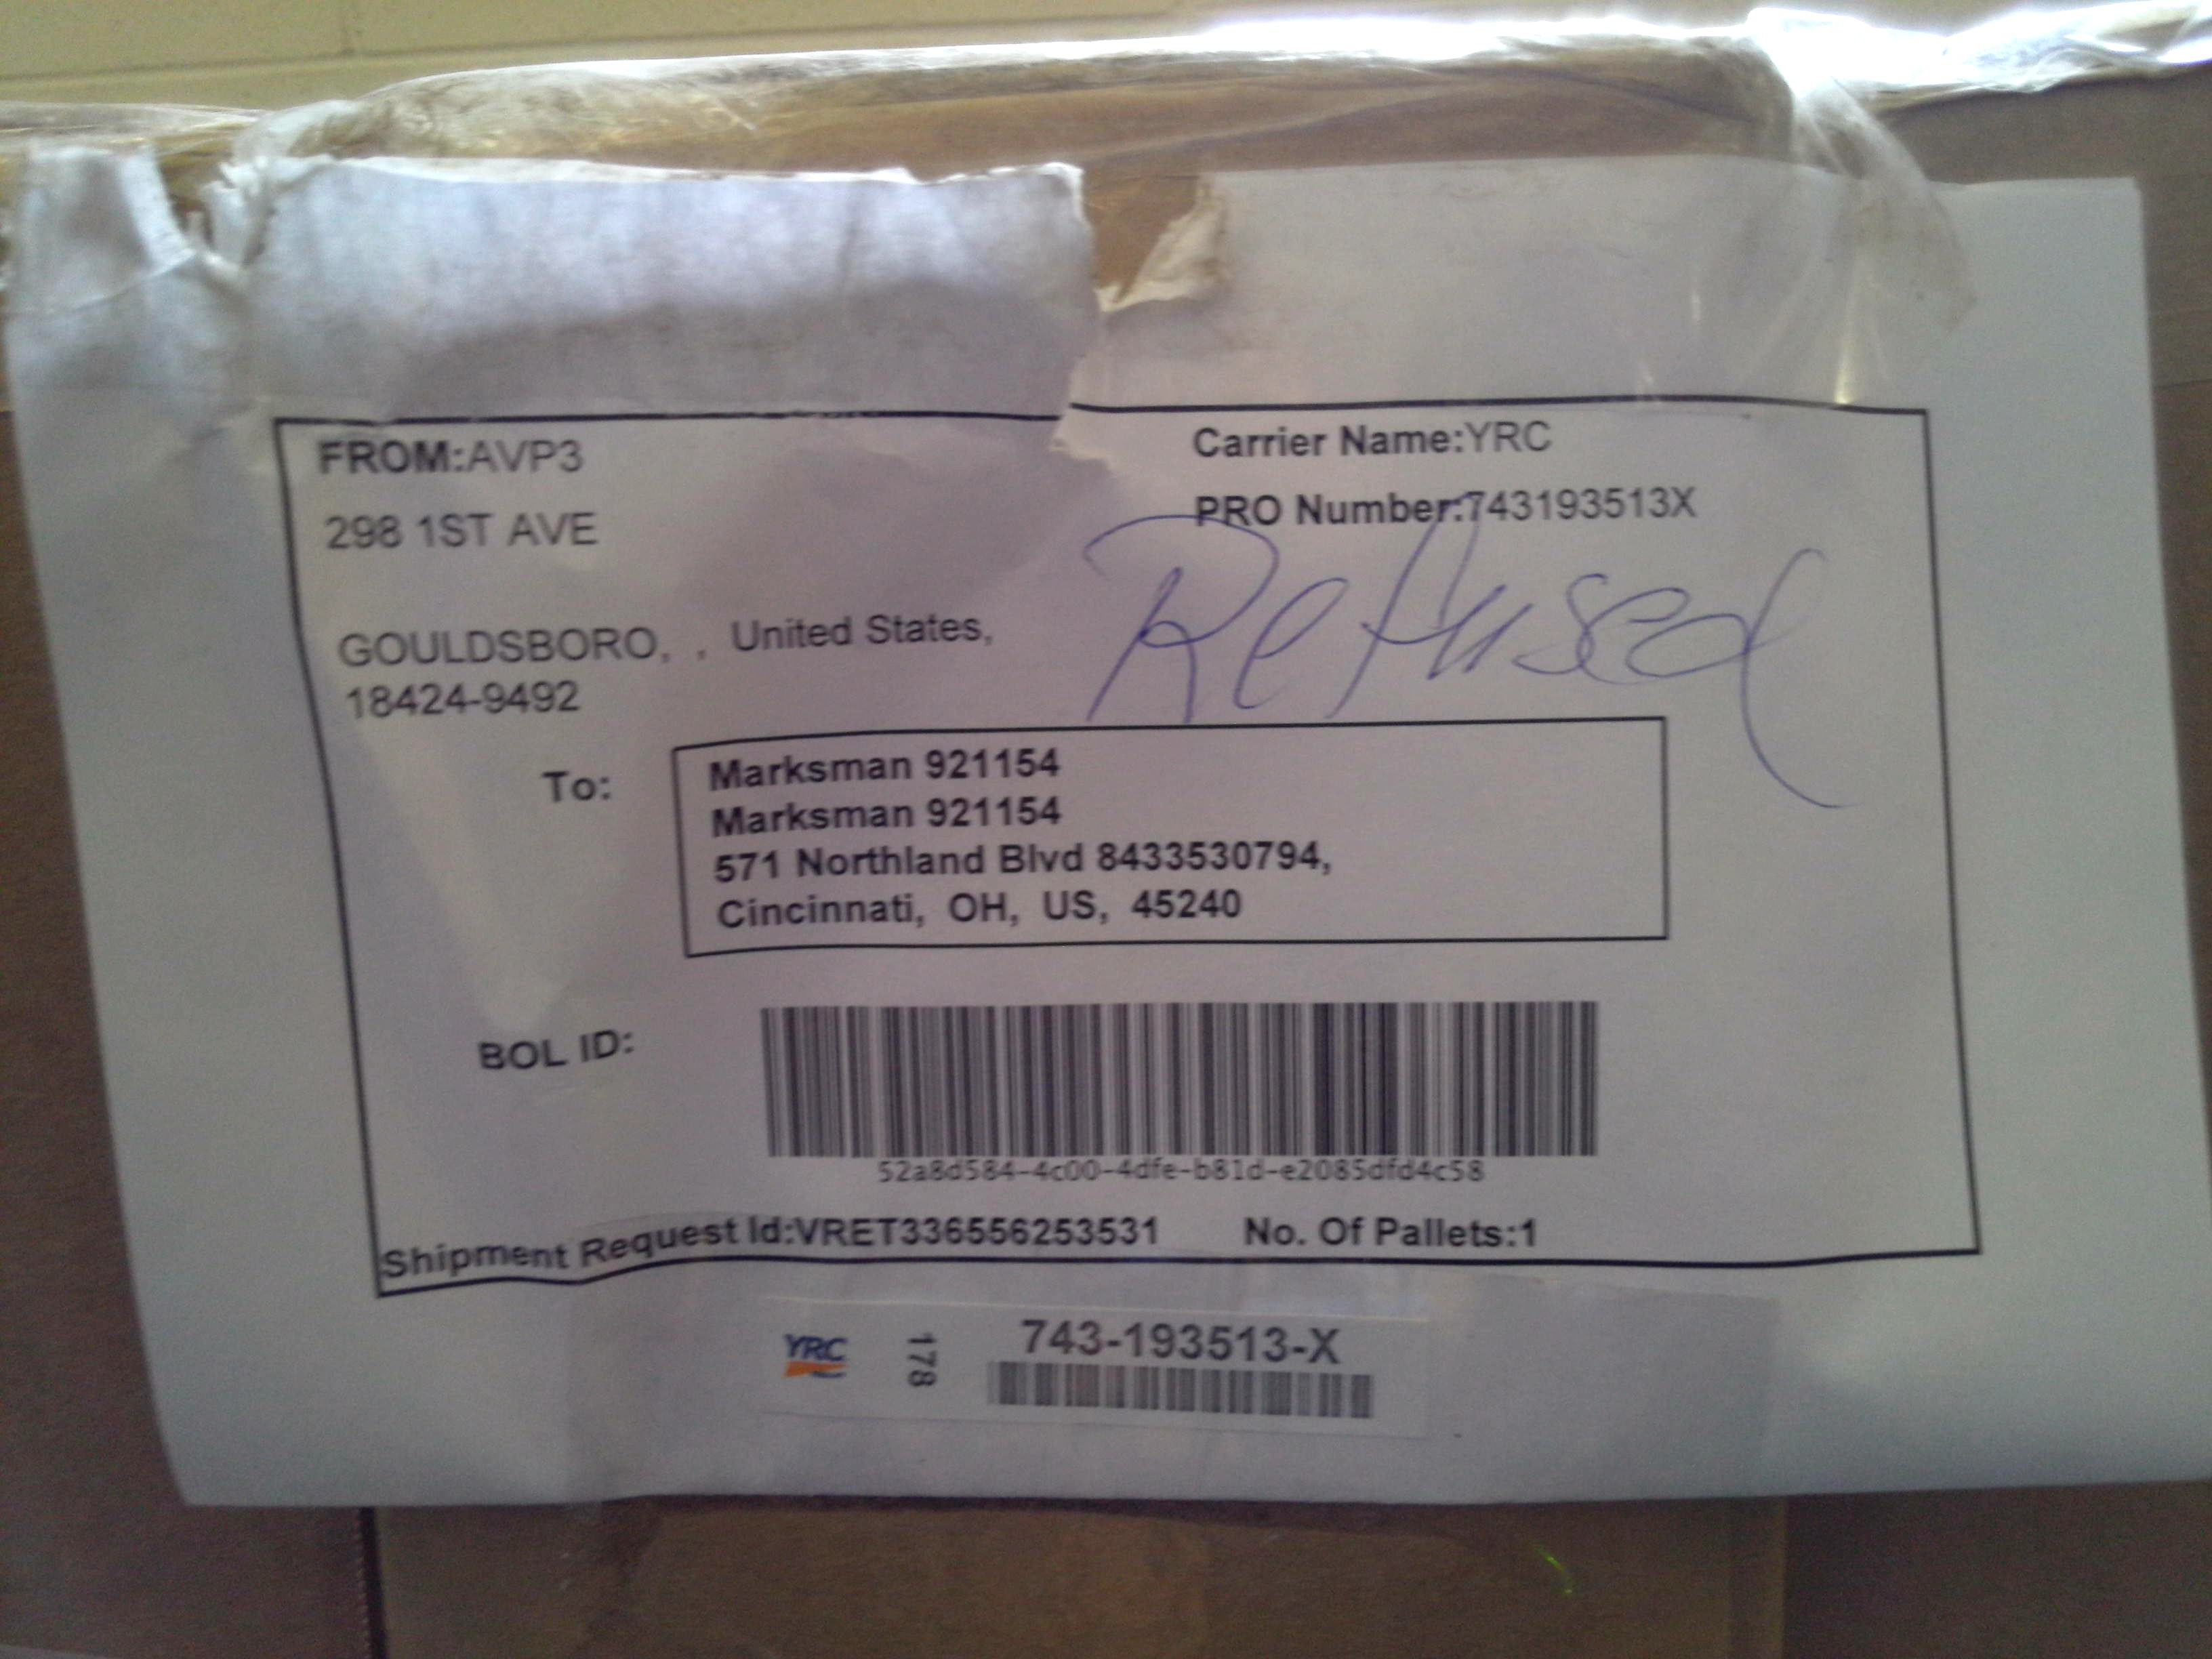 FROM:AVP3
298 1ST AVE
GOULDSBORO, , United States,
18424-9492
Carrier Name:YRC
PRO Number:743193513X
Refused
To:
Marksman 921154
Marksman 921154
571 Northland Blvd 8433530794,
Cincinnati, OH, US, 45240
BOL ID:
52a8d584-4c00-4dfe-b81d-e2085dfd4c58
Shipment Request Id:VRET336556253531 No. Of Pallets:1
YRC 178 743-193513-X